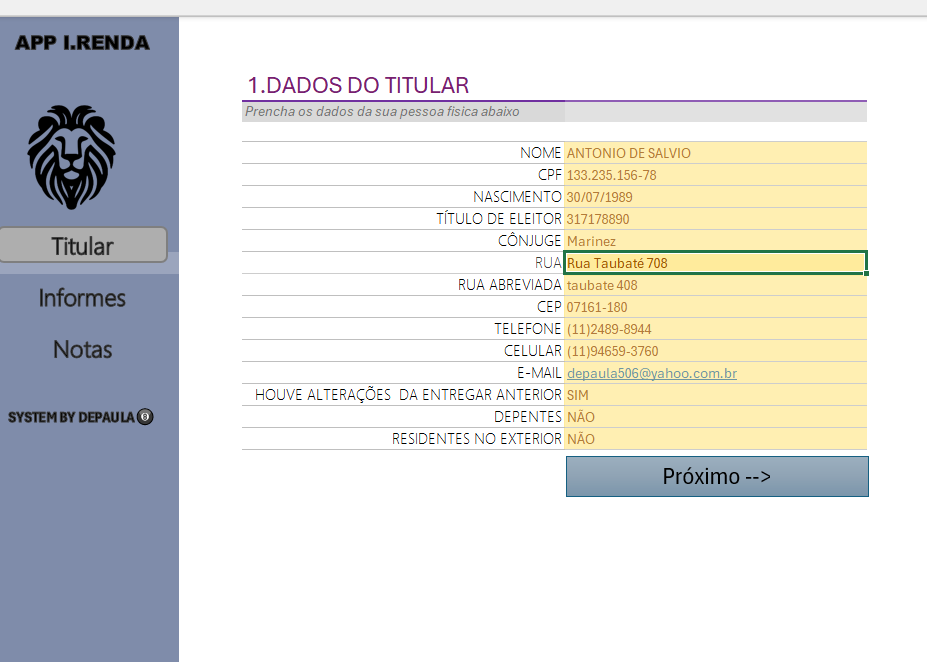 APP I.RENDA
Titular
Informes
Notas
SYSTEM BY DEPAULA
1.DADOS DO TITULAR
Prencha os dados da sua pessoa fisica abaixo
NOME ANTONIO DE SALVIO
CPF 133.235.156-78
NASCIMENTO 30/07/1989
TÍTULO DE ELEITOR 317178890
CÔNJUGE Marinez
RUA Rua Taubaté 708
RUA ABREVIADA taubate 408
CEP 07161-180
TELEFONE (11)2489-8944
CELULAR (11)94659-3760
E-MAIL depaula506@yahoo.com.br
HOUVE ALTERAÇÕES DA ENTREGAR ANTERIOR SIM
DEPENTES NÃO
RESIDENTES NO EXTERIOR NÃO
Próximo -->